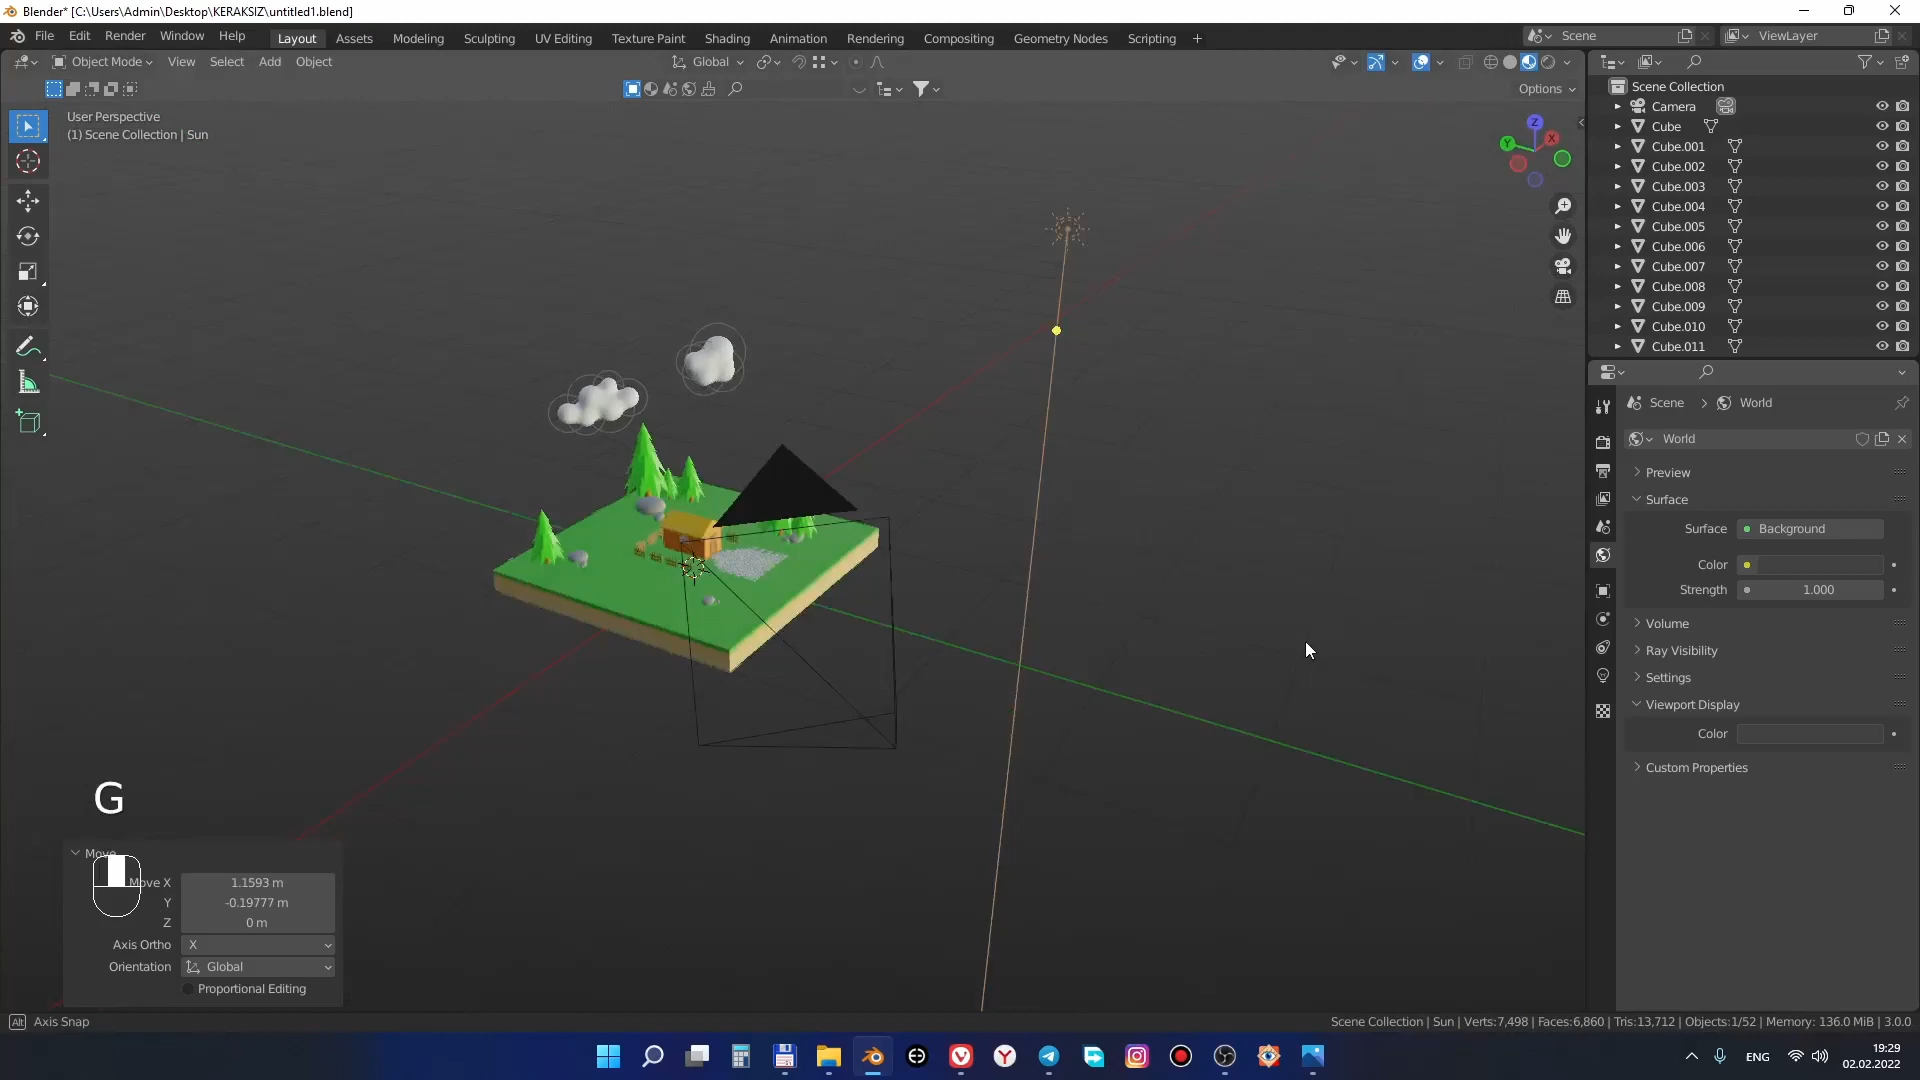 Blender* [C:\Users\Admin\Desktop\KERAKSIZ\untitled1.blend]
File Edit Render Window Help Layout Assets Modeling Sculpting UV Editing Texture Paint Shading Animation Rendering Compositing Geometry Nodes Scripting + Scene ViewLayer
Object Mode View Select Add Object Global
Options
User Perspective
(1) Scene Collection | Sun
Z
X
Y
Scene Collection
Camera
Cube
Cube.001
Cube.002
Cube.003
Cube.004
Cube.005
Cube.006
Cube.007
Cube.008
Cube.009
Cube.010
Cube.011
Scene > World
World
Preview
Surface
Surface Background
Color
Strength 1.000
Volume
Ray Visibility
Settings
Viewport Display
Color
Custom Properties
G
Move
Move X 1.1593 m
Y -0.19777 m
Z 0 m
Axis Ortho X
Orientation Global
Proportional Editing
Alt Axis Snap
Scene Collection | Sun | Verts:7,498 | Faces:6,860 | Tris:13,712 | Objects:1/52 | Memory: 136.0 MiB | 3.0.0
ENG
19:29
02.02.2022